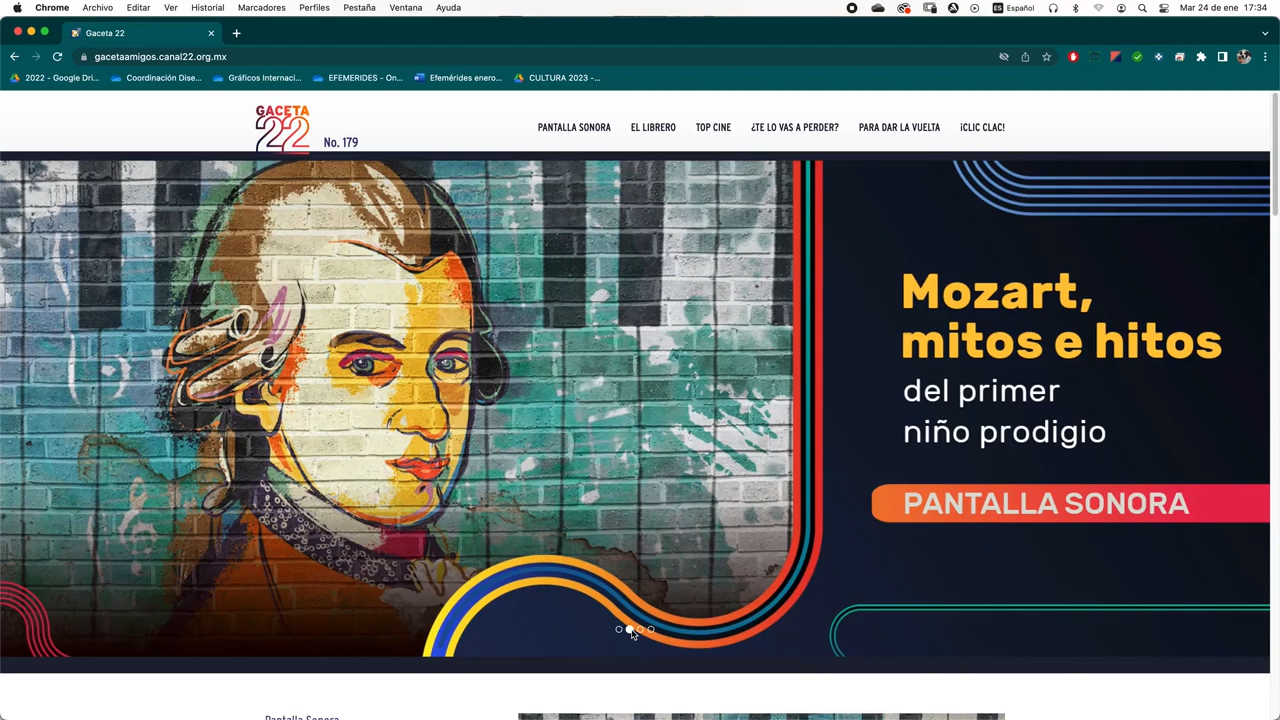 Chrome Archivo Editar Ver Historial Marcadores Perfiles Pestaña Ventana Ayuda ES Español Mar 24 de ene 17:34
Gaceta 22
gacetaamigos.canal22.org.mx
2022 - Google Dri... Coordinación Dise... Gráficos Internaci... EFEMERIDES - On... Efemérides enero... CULTURA 2023 -...
GACETA
22 No. 179
PANTALLA SONORA EL LIBRERO TOP CINE ¿TE LO VAS A PERDER? PARA DAR LA VUELTA ¡CLIC CLAC!
Mozart,
mitos e hitos
del primer
niño prodigio
PANTALLA SONORA
Pantalla Sonora